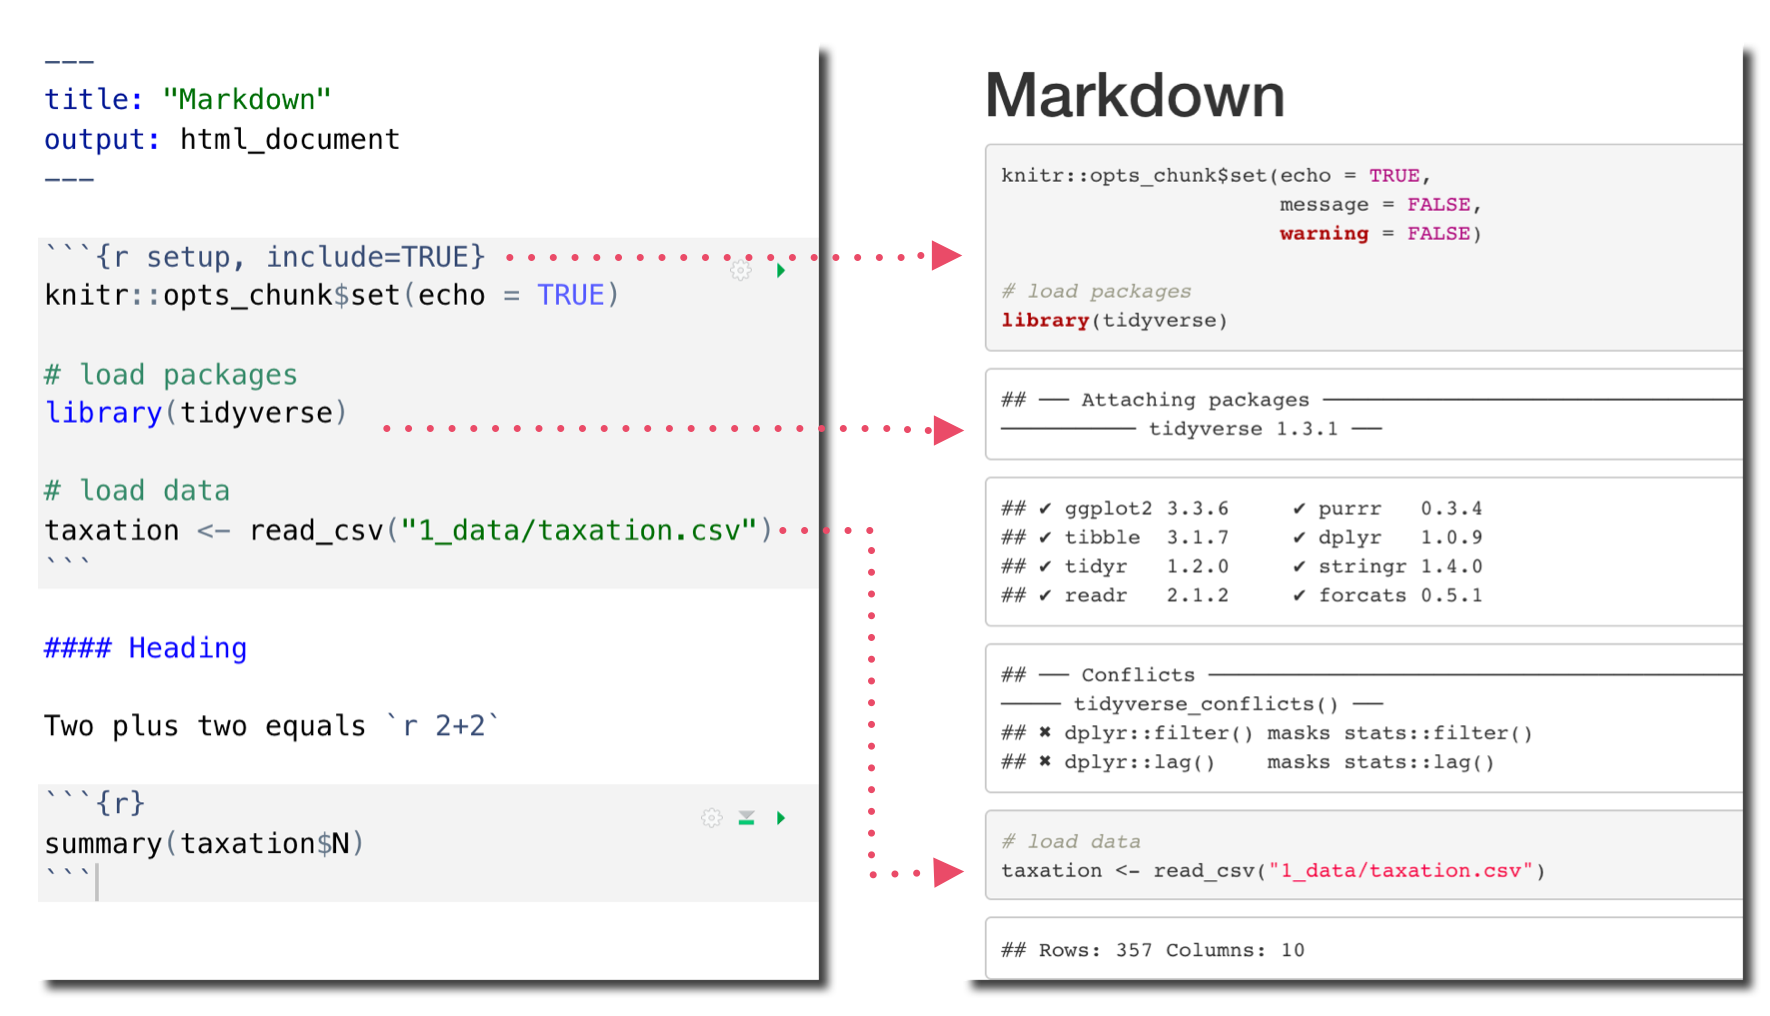 ---
title: "Markdown"
output: html_document
---
```{r setup, include=TRUE}
knitr::opts_chunk$set(echo = TRUE)
# load packages
library(tidyverse)
# load data
taxation <- read_csv("1_data/taxation.csv")
```
#### Heading
Two plus two equals `r 2+2`
```{r}
summary(taxation$N)
```
Markdown
knitr::opts_chunk$set(echo = TRUE,
message = FALSE,
warning = FALSE)
# load packages
library(tidyverse)
## ── Attaching packages ─────────────────────────────────
─────────── tidyverse 1.3.1 ──
## ✔ ggplot2 3.3.6     ✔ purrr   0.3.4
## ✔ tibble  3.1.7     ✔ dplyr   1.0.9
## ✔ tidyr   1.2.0     ✔ stringr 1.4.0
## ✔ readr   2.1.2     ✔ forcats 0.5.1
## ── Conflicts ──────────────────────────────────────────
───── tidyverse_conflicts() ──
## ✖ dplyr::filter() masks stats::filter()
## ✖ dplyr::lag()    masks stats::lag()
# load data
taxation <- read_csv("1_data/taxation.csv")
## Rows: 357 Columns: 10